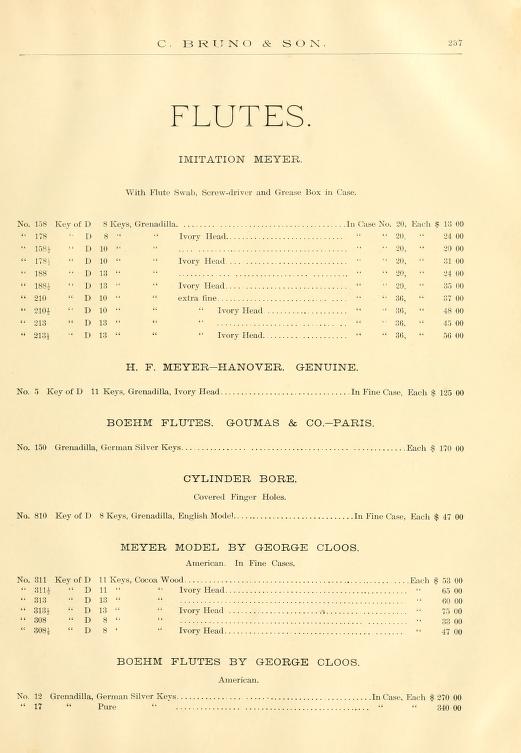 C. BRUNO & SON. 257
FLUTES.
IMITATION MEYER.
With Flute Swab, Screw-driver and Grease Box in Case.
No. 158 Key of D 8 Keys, Grenadilla. ........ In Case No. 20, Each $ 13 00
“ 178 “ D 8 “ “ Ivory Head........ “ “ 20, “ 24 00
“ 158½ “ D 10 “ “ ........ “ “ 20, “ 20 00
“ 178½ “ D 10 “ “ Ivory Head ........ “ “ 20, “ 31 00
“ 188 “ D 13 “ “ ........ “ “ 20, “ 24 00
“ 188½ “ D 13 “ “ Ivory Head........ “ “ 20, “ 35 00
“ 210 “ D 10 “ “ extra fine........ “ “ 36, “ 37 00
“ 210½ “ D 10 “ “ “ Ivory Head ........ “ “ 36, “ 48 00
“ 213 “ D 13 “ “ “ ........ “ “ 36, “ 45 00
“ 213½ “ D 13 “ “ “ Ivory Head........ “ “ 36, “ 56 00
H. F. MEYER—HANOVER. GENUINE.
No. 5 Key of D 11 Keys, Grenadilla, Ivory Head........ In Fine Case, Each $ 125 00
BOEHM FLUTES. GOUMAS & CO.—PARIS.
No. 150 Grenadilla, German Silver Keys........ Each $ 170 00
CYLINDER BORE.
Covered Finger Holes.
No. 810 Key of D 8 Keys, Grenadilla, English Model........ In Fine Case, Each $ 47 00
MEYER MODEL BY GEORGE CLOOS.
American. In Fine Cases.
No. 311 Key of D 11 Keys, Cocoa Wood........ Each $ 53 00
“ 311½ “ D 11 “ “ Ivory Head........ “ 65 00
“ 313 “ D 13 “ “ ........ “ 60 00
“ 313½ “ D 13 “ “ Ivory Head ........ “ 75 00
“ 308 “ D 8 “ “ ........ “ 33 00
“ 308½ “ D 8 “ “ Ivory Head........ “ 47 00
BOEHM FLUTES BY GEORGE CLOOS.
American.
No. 12 Grenadilla, German Silver Keys........ In Case, Each $ 270 00
“ 17 “ Pure “ ........ “ “ 340 00